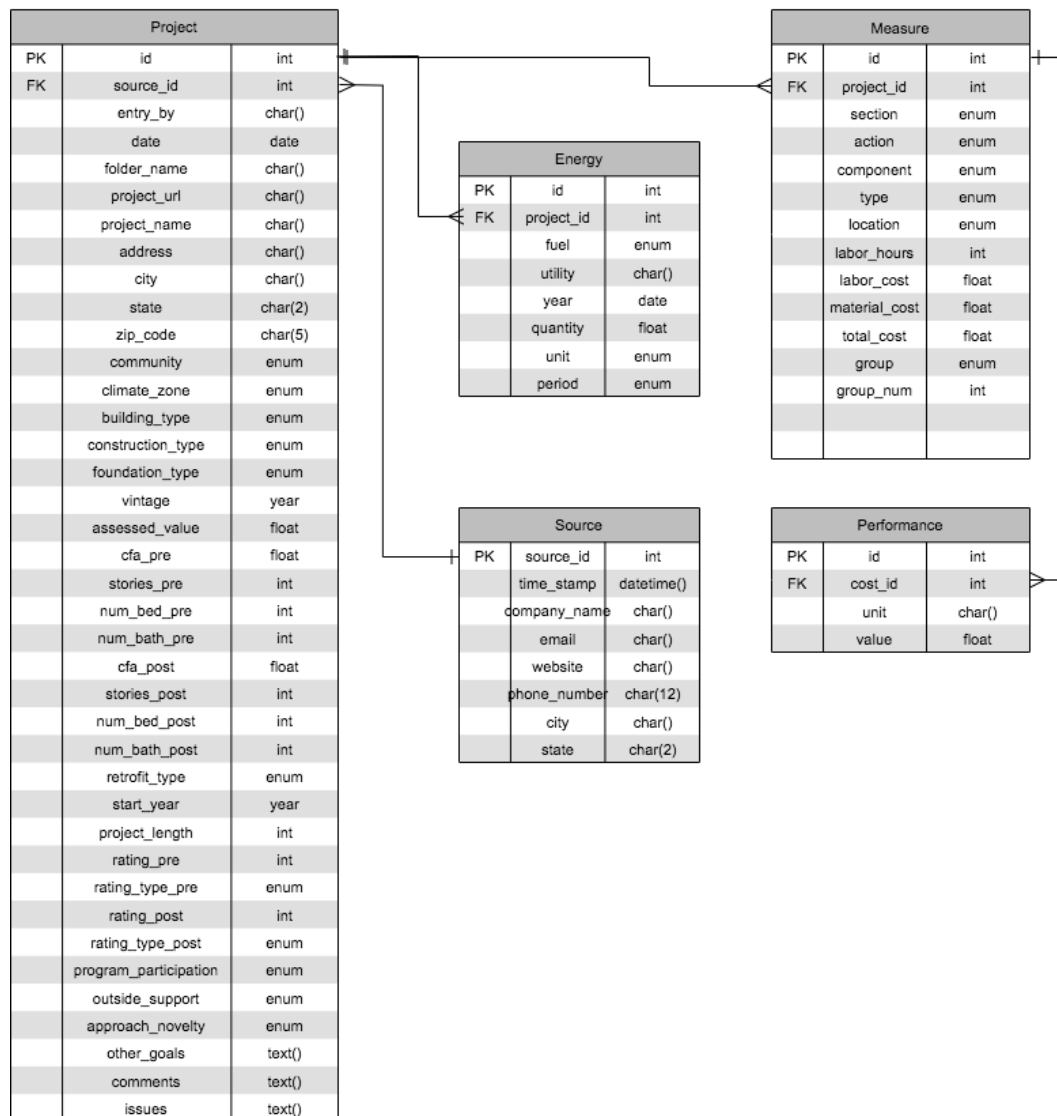 Project
PK id int
FK source_id int
entry_by char()
date date
folder_name char()
project_url char()
project_name char()
address char()
city char()
state char(2)
zip_code char(5)
community enum
climate_zone enum
building_type enum
construction_type enum
foundation_type enum
vintage year
assessed_value float
cfa_pre float
stories_pre int
num_bed_pre int
num_bath_pre int
cfa_post float
stories_post int
num_bed_post int
num_bath_post int
retrofit_type enum
start_year year
project_length int
rating_pre int
rating_type_pre enum
rating_post int
rating_type_post enum
program_participation enum
outside_support enum
approach_novelty enum
other_goals text()
comments text()
issues text()
Energy
PK id int
FK project_id int
fuel enum
utility char()
year date
quantity float
unit enum
period enum
Source
PK source_id int
time_stamp datetime()
company_name char()
email char()
website char()
phone_number char(12)
city char()
state char(2)
Measure
PK id int
FK project_id int
section enum
action enum
component enum
type enum
location enum
labor_hours int
labor_cost float
material_cost float
total_cost float
group enum
group_num int
Performance
PK id int
FK cost_id int
unit char()
value float